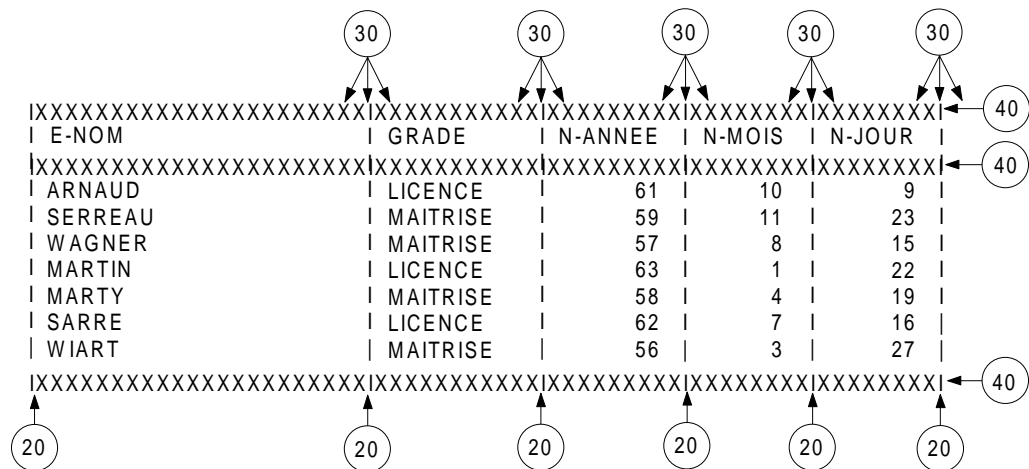 30 30 30 30 30
IXXXXXXXXXXXXXXXXXXXXXXIXXXXXXXXXXXIXXXXXXXXXIXXXXXXXXIXXXXXXXXI 40
I E-NOM I GRADE I N-ANNEE I N-MOIS I N-JOUR I
IXXXXXXXXXXXXXXXXXXXXXXIXXXXXXXXXXXIXXXXXXXXXIXXXXXXXXIXXXXXXXXI 40
I ARNAUD I LICENCE I 61 I 10 I 9 I
I SERREAU I MAITRISE I 59 I 11 I 23 I
I WAGNER I MAITRISE I 57 I 8 I 15 I
I MARTIN I LICENCE I 63 I 1 I 22 I
I MARTY I MAITRISE I 58 I 4 I 19 I
I SARRE I LICENCE I 62 I 7 I 16 |
| WIART | MAITRISE | 56 | 3 | 27 |
IXXXXXXXXXXXXXXXXXXXXXXIXXXXXXXXXXXIXXXXXXXXXIXXXXXXXXIXXXXXXXXI 40
20 20 20 20 20 20